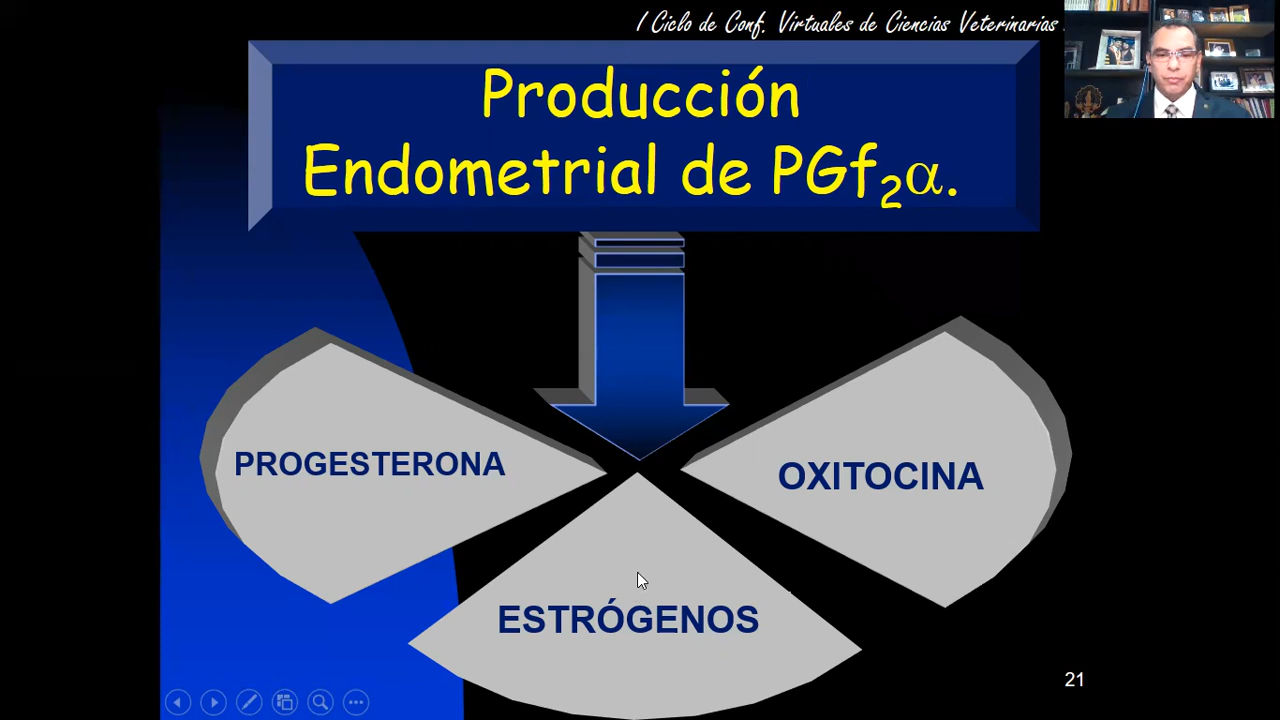 I Ciclo de Conf. Virtuales de Ciencias Veterinarias
Producción
Endometrial de PGf₂α.
PROGESTERONA
OXITOCINA
ESTRÓGENOS
21